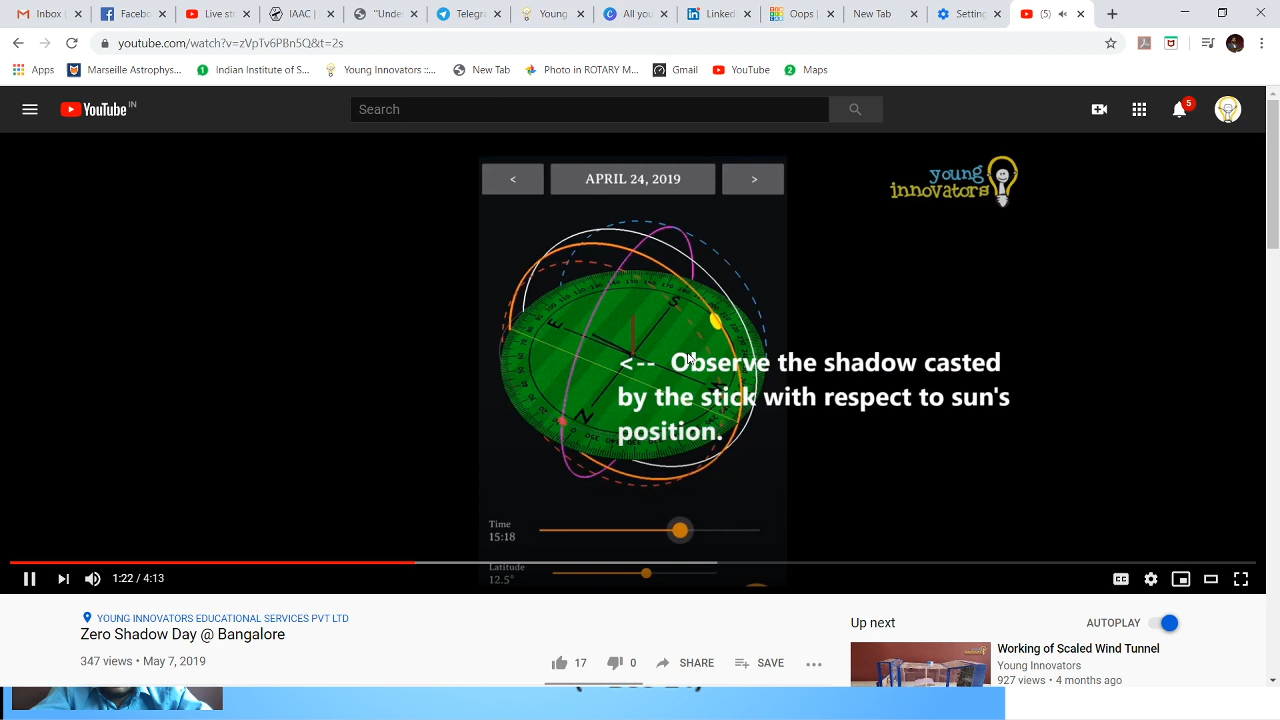 Inbox (
Facebo
Live str
IAAC |
"Under
Telegra
Young
All you
Linked
Oops |
New Tab
Setting
(5)
youtube.com/watch?v=zVpTv6PBn5Q&t=2s
Apps
Marseille Astrophys...
Indian Institute of S...
Young Innovators ::...
New Tab
Photo in ROTARY M...
Gmail
YouTube
Maps
YouTube IN
Search
5
< APRIL 24, 2019 >
young
innovators
S
E
N
<-- Observe the shadow casted
by the stick with respect to sun's
position.
Time
15:18
Latitude
12.5°
1:22 / 4:13
CC
YOUNG INNOVATORS EDUCATIONAL SERVICES PVT LTD
Zero Shadow Day @ Bangalore
347 views • May 7, 2019
17
0
SHARE
SAVE
Up next
AUTOPLAY
Working of Scaled Wind Tunnel
Young Innovators
927 views • 4 months ago